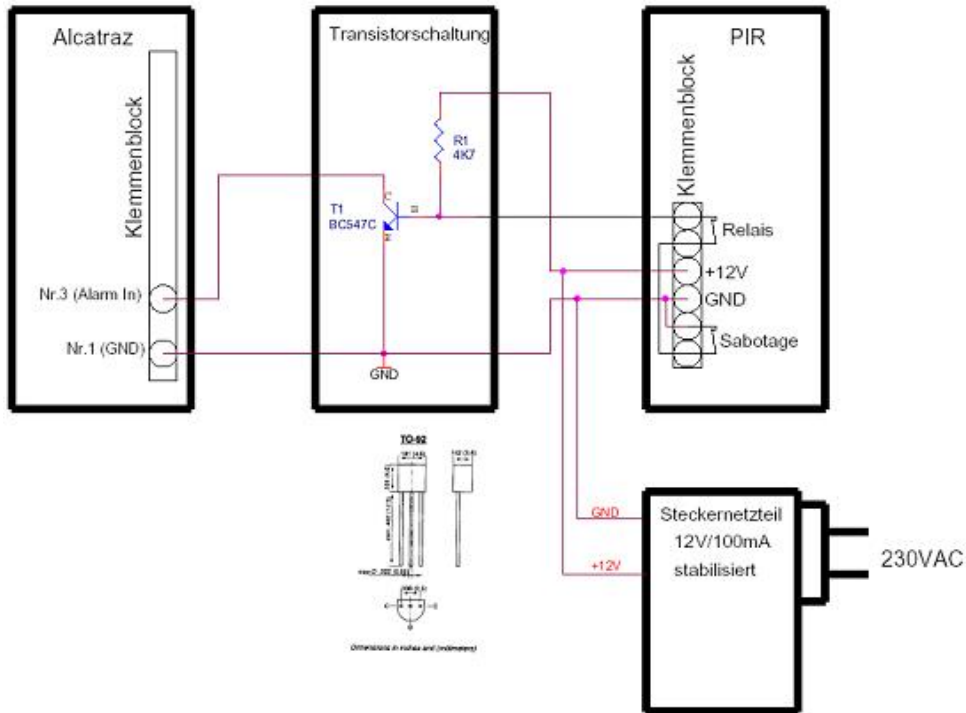 Alcatraz
Klemmenblock
Nr.3 (Alarm In)
Nr.1 (GND)
Transistorschaltung
R1
4K7
T1
BC547C
C
B
E
GND
PIR
Klemmenblock
Relais
+12V
GND
Sabotage
TO-92
Dimensions in inches and (millimeters)
GND
+12V
Steckernetzteil
12V/100mA
stabilisiert
230VAC